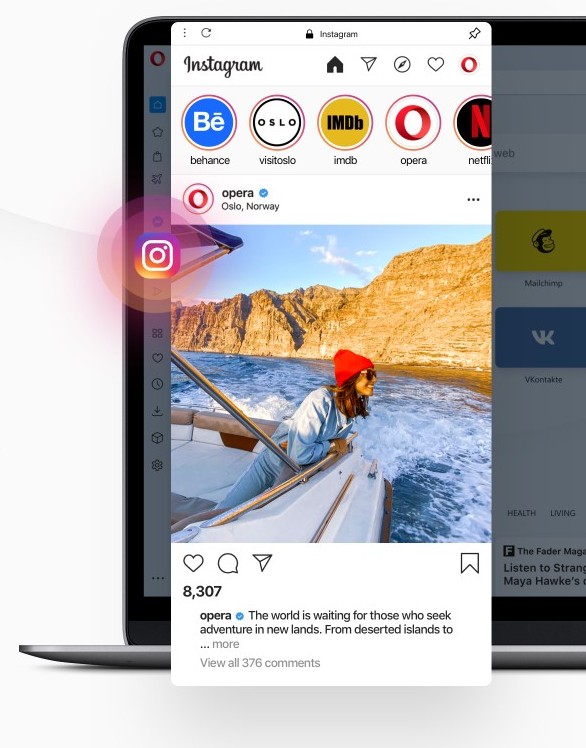 Instagram
Instagram
Bē
OSLO
IMDb
N
behance
visitoslo
imdb
opera
netfli
web
opera
Oslo, Norway
Mailchimp
VK
VKontakte
HEALTH LIVING
8,307
F The Fader Maga
Listen to Strang
Maya Hawke's
opera The world is waiting for those who seek
adventure in new lands. From deserted islands to
... more
View all 376 comments